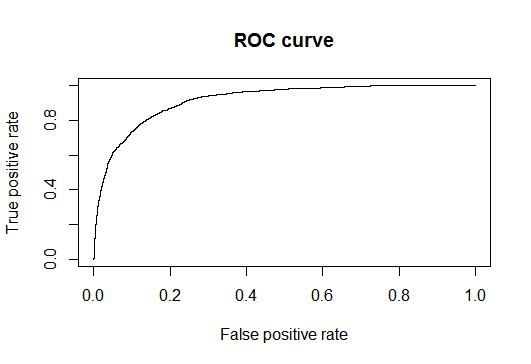 ROC curve
True positive rate
0.8
0.4
0.0
0.0 0.2 0.4 0.6 0.8 1.0
False positive rate